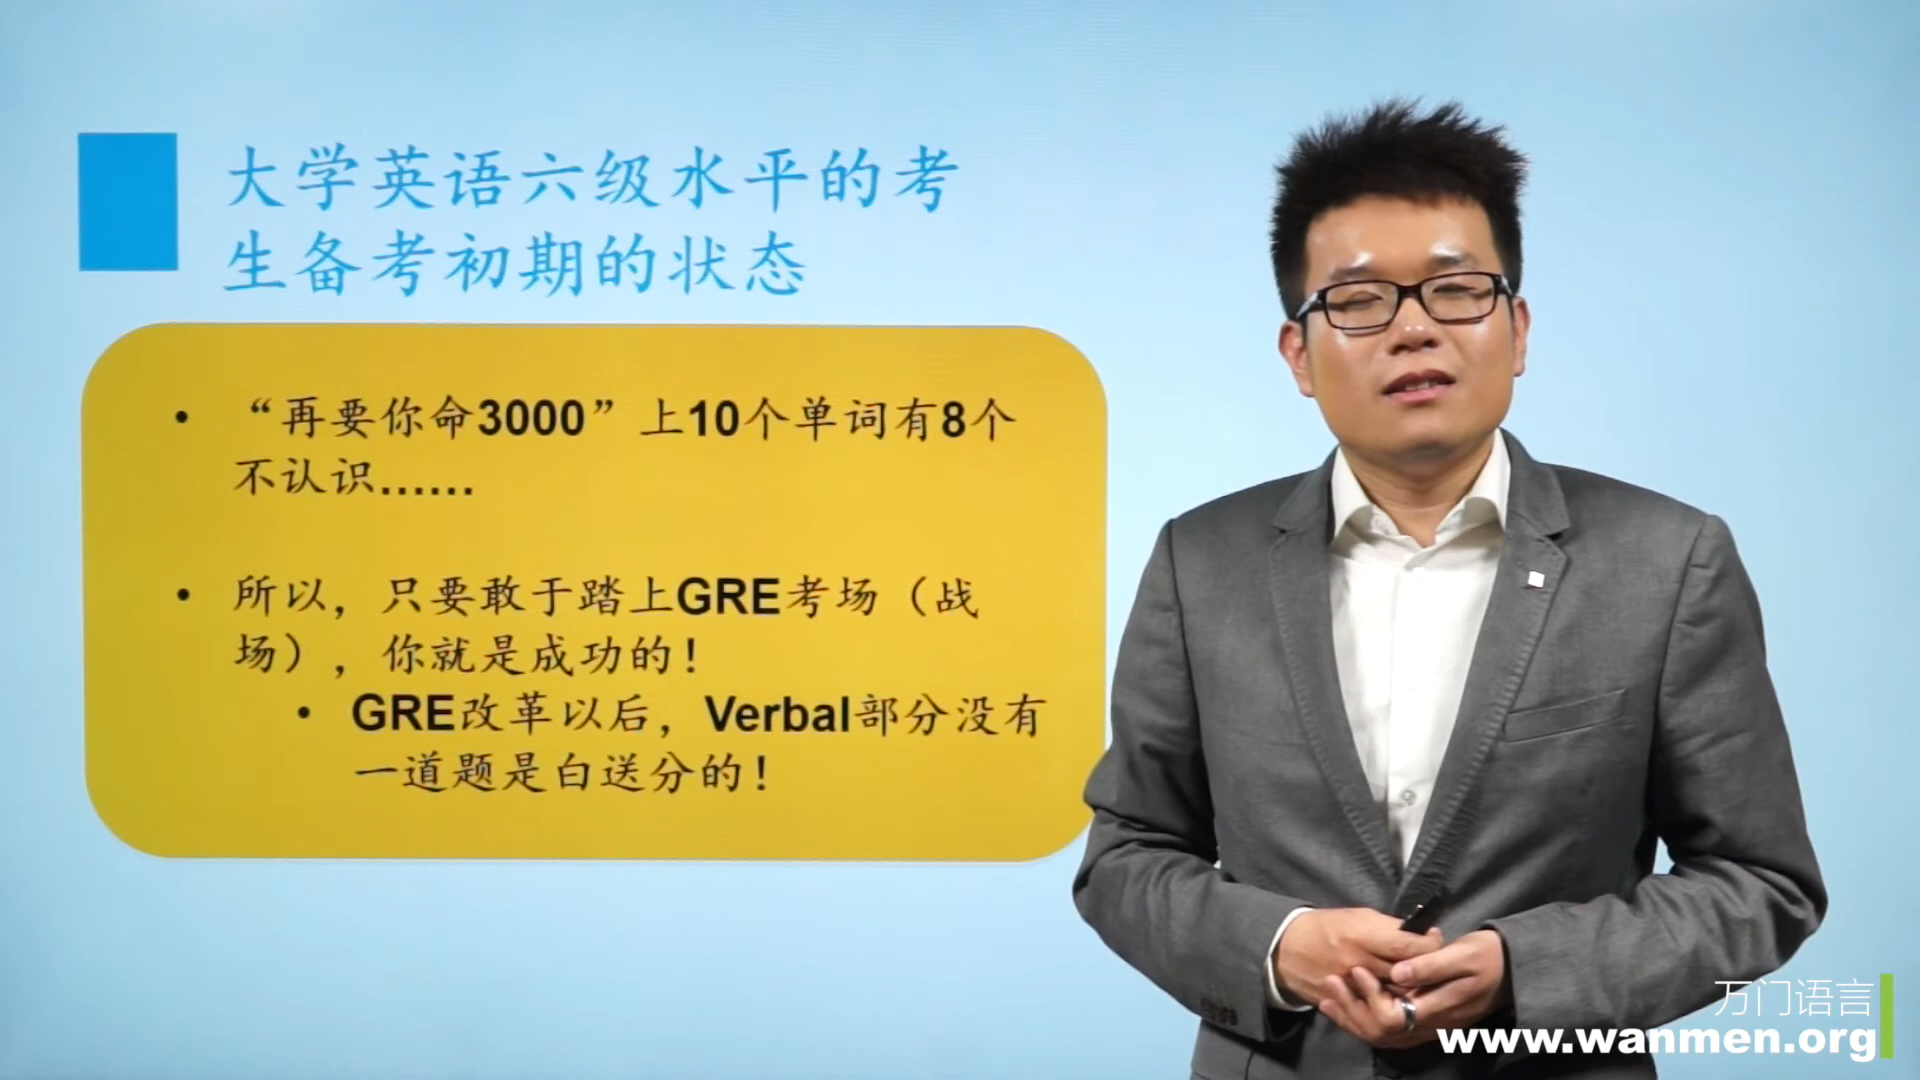 大学英语六级水平的考
生备考初期的状态
• “再要你命3000”上10个单词有8个
不认识……
• 所以，只要敢于踏上GRE考场（战
场），你就是成功的！
• GRE改革以后，Verbal部分没有
一道题是白送分的！
万门语言
www.wanmen.org